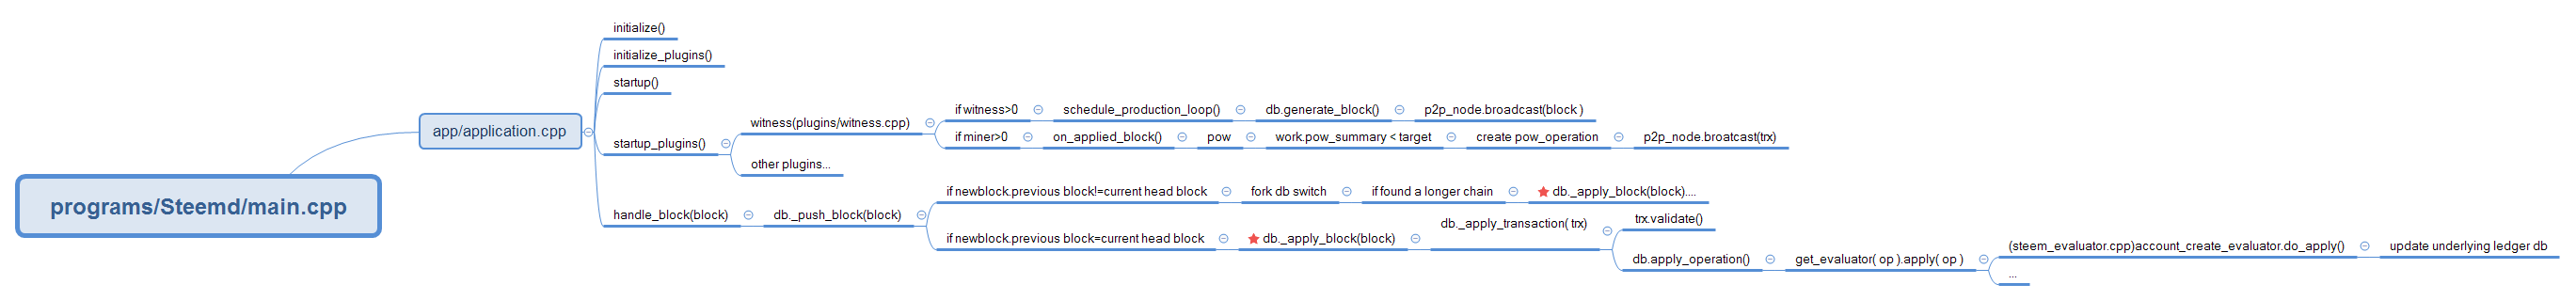 programs/Steemd/main.cpp
app/application.cpp
initialize()
initialize_plugins()
startup()
startup_plugins()
witness(plugins/witness.cpp)
if witness>0
schedule_production_loop()
db.generate_block()
p2p_node.broadcast(block )
if miner>0
on_applied_block()
pow
work.pow_summary < target
create pow_operation
p2p_node.broatcast(trx)
other plugins...
handle_block(block)
db._push_block(block)
if newblock.previous block!=current head block
fork db switch
if found a longer chain
db._apply_block(block)....
if newblock.previous block=current head block
db._apply_block(block)
db._apply_transaction( trx)
trx.validate()
db.apply_operation()
get_evaluator( op ).apply( op )
(steem_evaluator.cpp)account_create_evaluator.do_apply()
update underlying ledger db
...